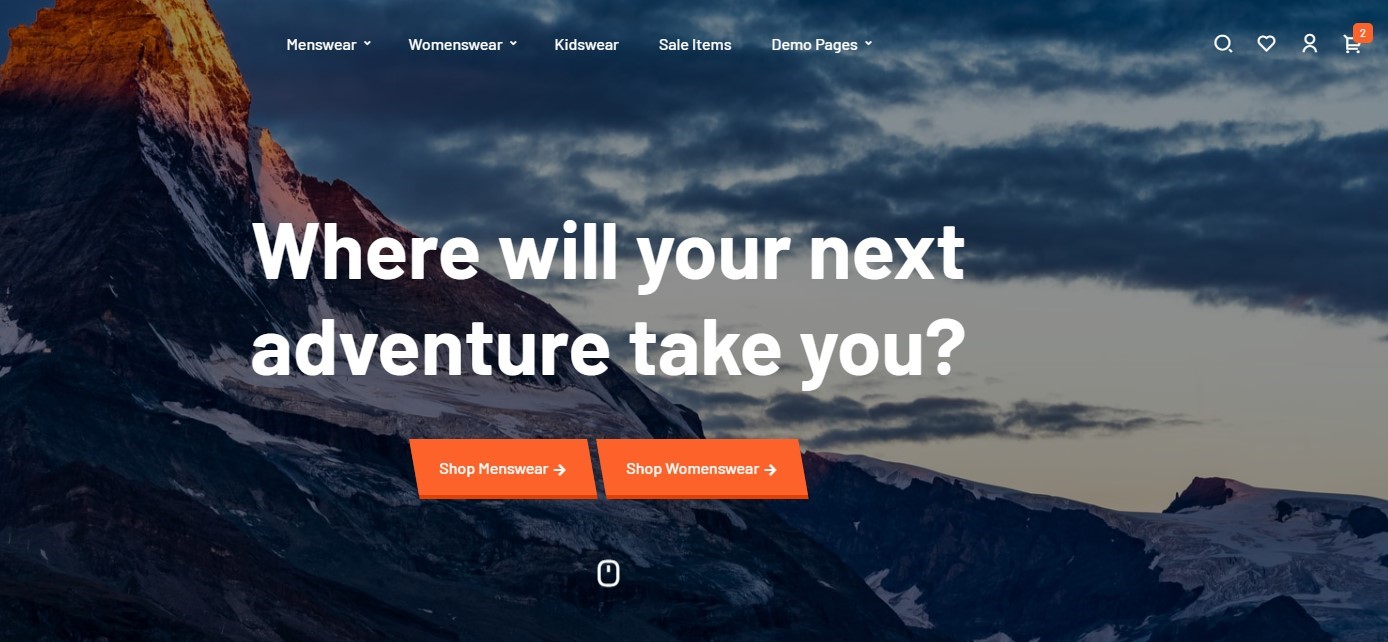 Menswear Womenswear Kidswear Sale Items Demo Pages 2
Where will your next
adventure take you?
Shop Menswear → Shop Womenswear →